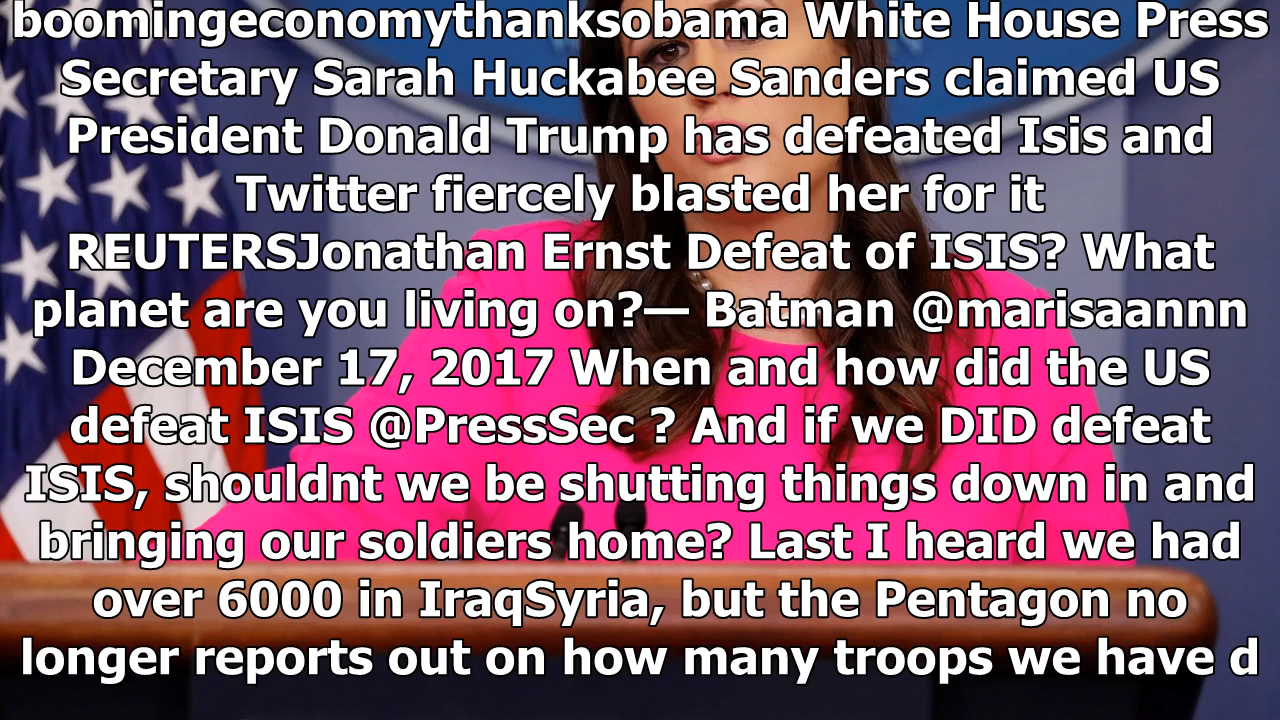 boomingeconomythanksobama White House Press
Secretary Sarah Huckabee Sanders claimed US
President Donald Trump has defeated Isis and
Twitter fiercely blasted her for it
REUTERSJonathan Ernst Defeat of ISIS? What
planet are you living on?— Batman @marisaannn
December 17, 2017 When and how did the US
defeat ISIS @PressSec ? And if we DID defeat
ISIS, shouldnt we be shutting things down in and
bringing our soldiers home? Last I heard we had
over 6000 in IraqSyria, but the Pentagon no
longer reports out on how many troops we have d